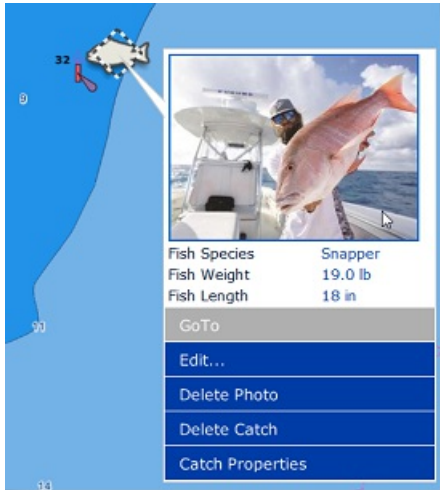 32
9
FURUNO
Fish Species Snapper
Fish Weight 19.0 lb
Fish Length 18 in
GoTo
11
Edit...
Delete Photo
Delete Catch
Catch Properties
14